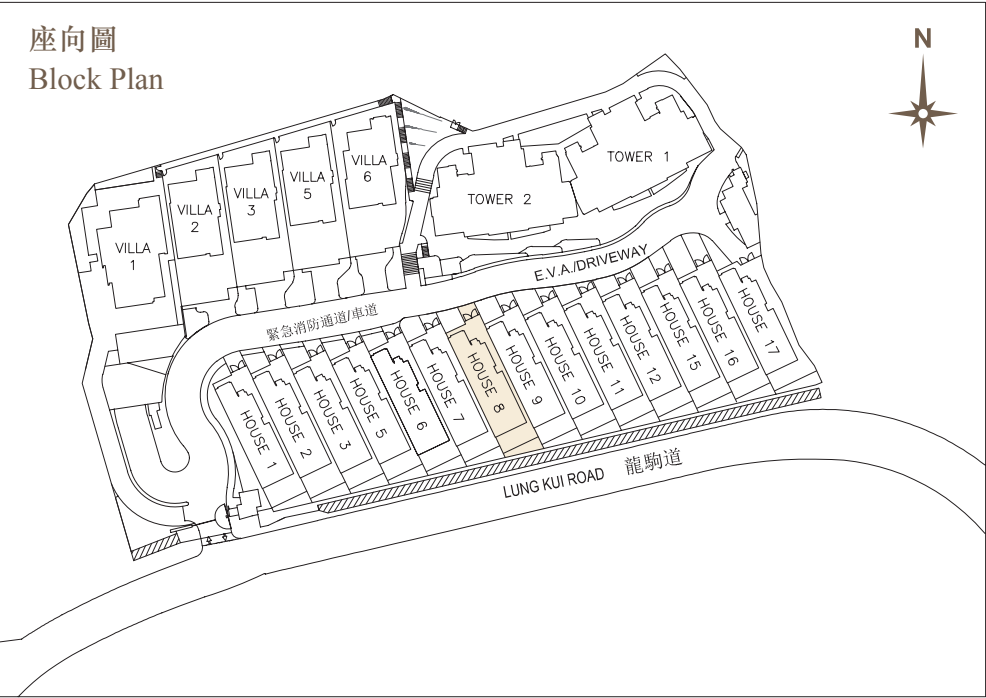 座向圖
Block Plan
N
VILLA
1
VILLA
2
VILLA
3
VILLA
5
VILLA
6
TOWER 2
TOWER 1
E.V.A./DRIVEWAY
緊急消防通道/車道
HOUSE 1
HOUSE 2
HOUSE 3
HOUSE 5
HOUSE 6
HOUSE 7
HOUSE 8
HOUSE 9
HOUSE 10
HOUSE 11
HOUSE 12
HOUSE 15
HOUSE 16
HOUSE 17
LUNG KUI ROAD 龍駒道